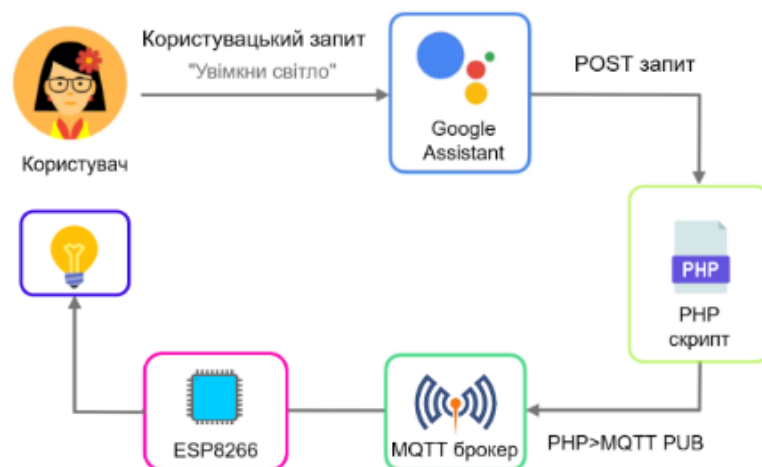 Користувацький запит
"Увімкни світло"
POST запит
Google
Assistant
Користувач
PHP
PHP
скрипт
ESP8266
MQTT брокер
PHP>MQTT PUB